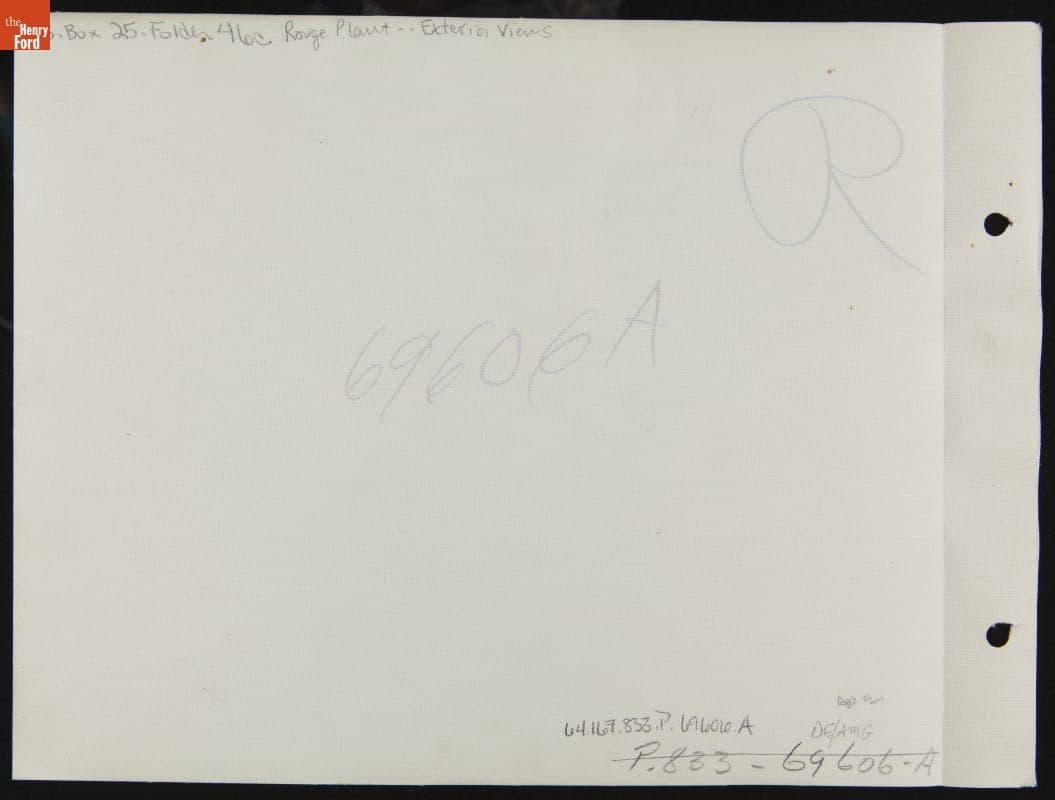 the
Henry
Ford
Box 25. Folder 46c Rouge Plant -- Exterior Views
R
69606A
64.167.833.P.69606.A
DE/AMG
P.833 - 69606-A